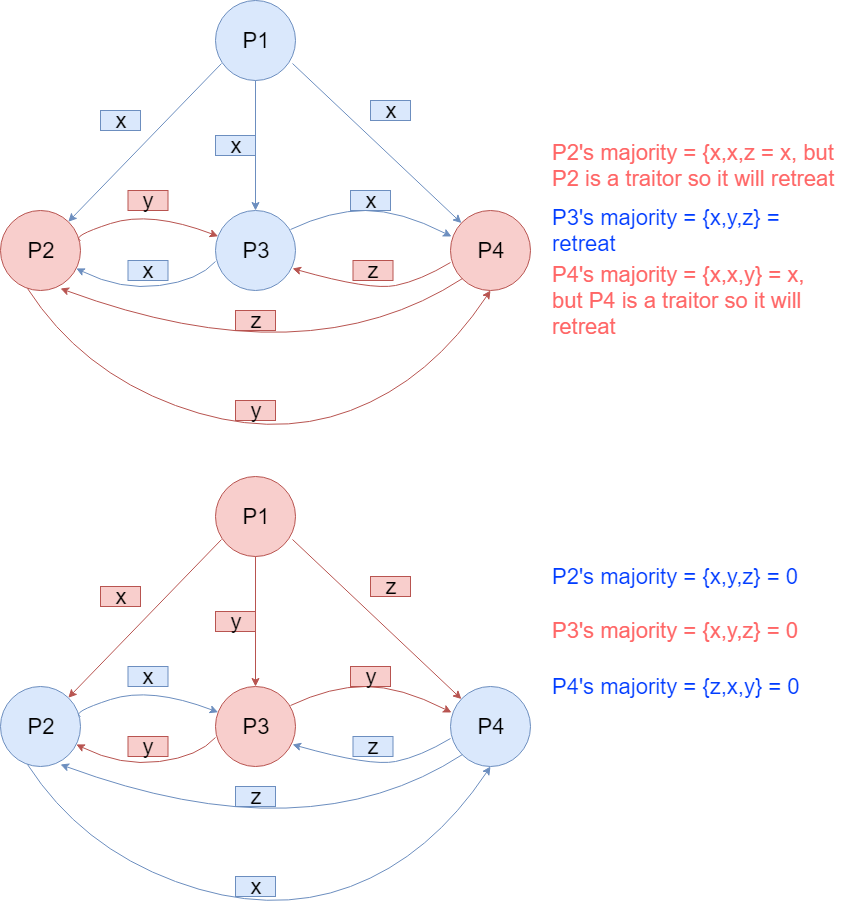 P1
x
x
x
P2's majority = {x,x,z = x, but
P2 is a traitor so it will retreat
y
x
P3's majority = {x,y,z} =
retreat
P2
P3
P4
x
z
P4's majority = {x,x,y} = x,
but P4 is a traitor so it will
retreat
z
y
P1
x
z
y
P2's majority = {x,y,z} = 0
P3's majority = {x,y,z} = 0
x
y
P4's majority = {z,x,y} = 0
P2
P3
P4
y
z
z
x